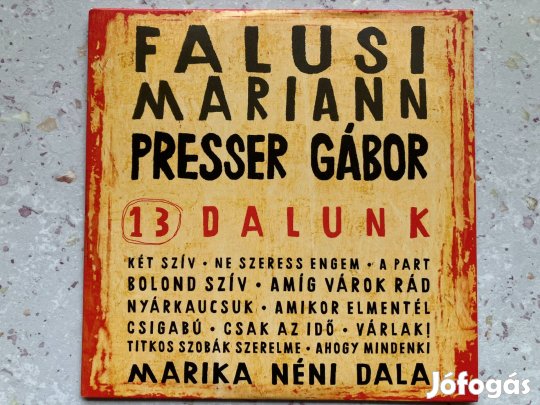 FALUSI
MARIANN
PRESSER GÁBOR
13 DALUNK
KÉT SZÍV • NE SZERESS ENGEM • A PART
BOLOND SZÍV • AMÍG VÁROK RÁD
NYÁRKAUCSUK • AMIKOR ELMENTÉL
CSIGABÚ • CSAK AZ IDŐ • VÁRLAK!
TITKOS SZOBÁK SZERELME • AHOGY MINDENKI
MARIKA NÉNI DALA
Jófogás